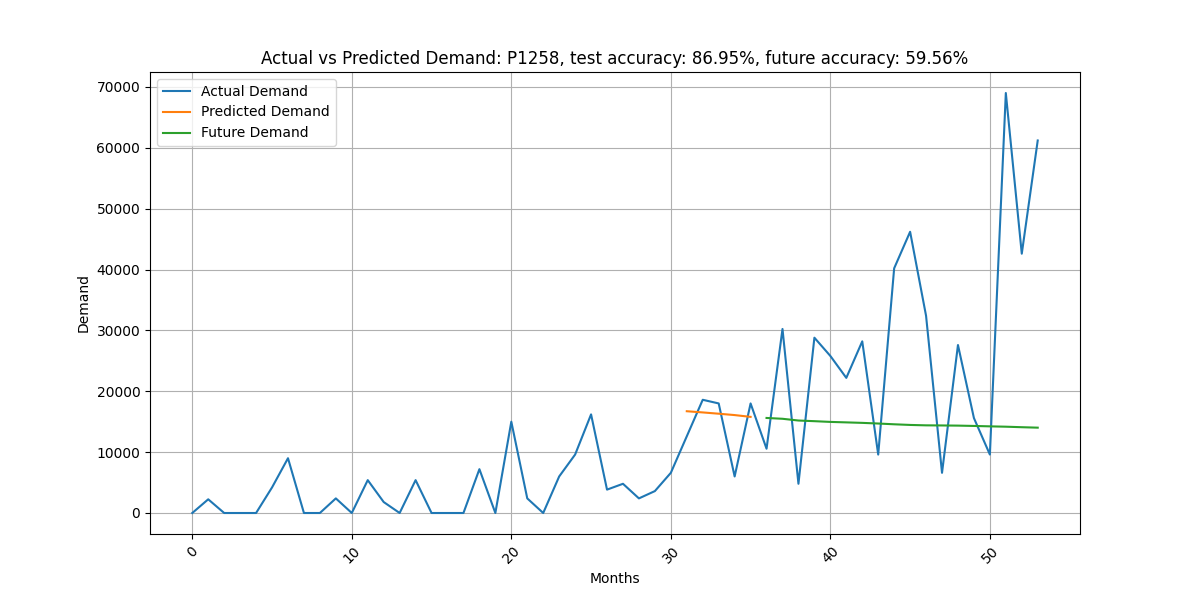 Actual vs Predicted Demand: P1258, test accuracy: 86.95%, future accuracy: 59.56%
Actual Demand
Predicted Demand
Future Demand
70000
60000
50000
40000
30000
20000
10000
0
Demand
0
10
20
30
40
50
Months